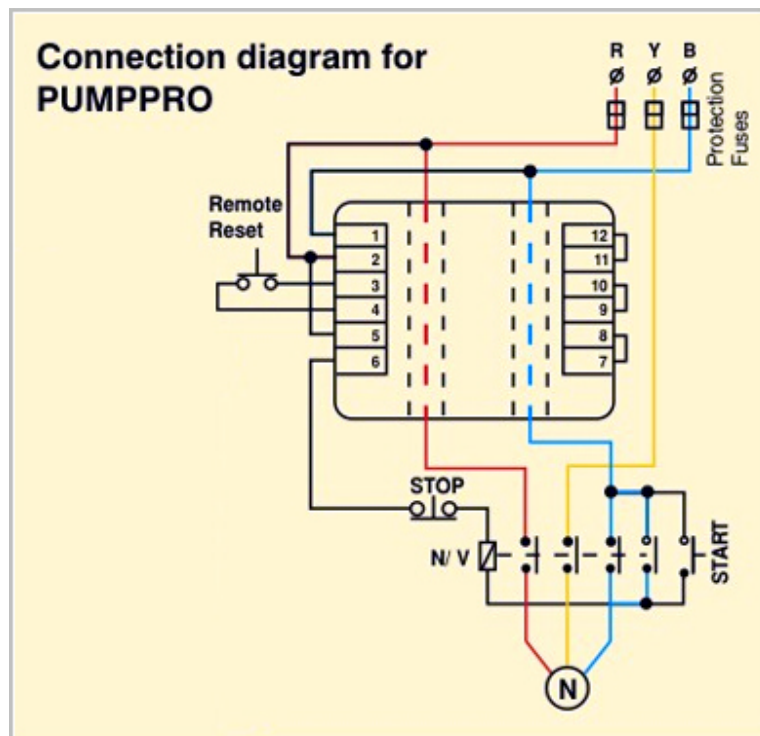 Connection diagram for
PUMPPRO
R Y B
Protection
Fuses
Remote
Reset
1
2
3
4
5
6
12
11
10
9
8
7
STOP
N/ V
START
N